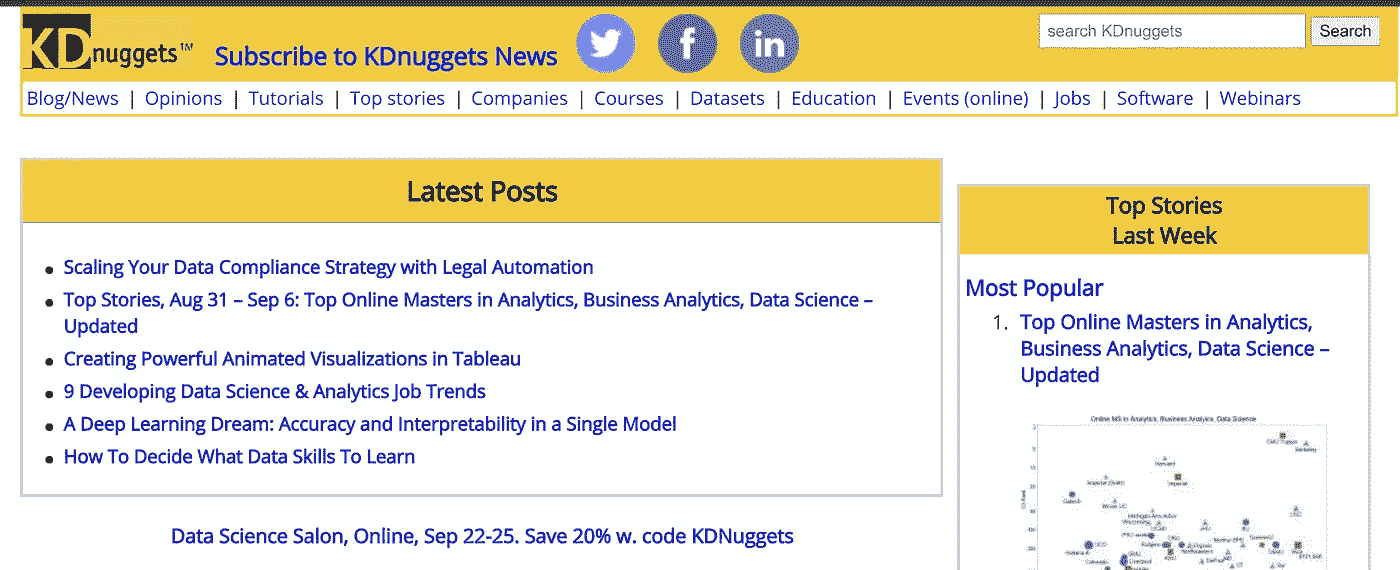 KDnuggets™
Subscribe to KDnuggets News
search KDnuggets
Search
Blog/News | Opinions | Tutorials | Top stories | Companies | Courses | Datasets | Education | Events (online) | Jobs | Software | Webinars
Latest Posts
Scaling Your Data Compliance Strategy with Legal Automation
Top Stories, Aug 31 – Sep 6: Top Online Masters in Analytics, Business Analytics, Data Science –
Updated
Creating Powerful Animated Visualizations in Tableau
9 Developing Data Science & Analytics Job Trends
A Deep Learning Dream: Accuracy and Interpretability in a Single Model
How To Decide What Data Skills To Learn
Data Science Salon, Online, Sep 22-25. Save 20% w. code KDNuggets
Top Stories
Last Week
Most Popular
1. Top Online Masters in Analytics,
Business Analytics, Data Science –
Updated
Online MS in Analytics, Business Analytics, Data Science
Berkeley
Harvard
Imperial